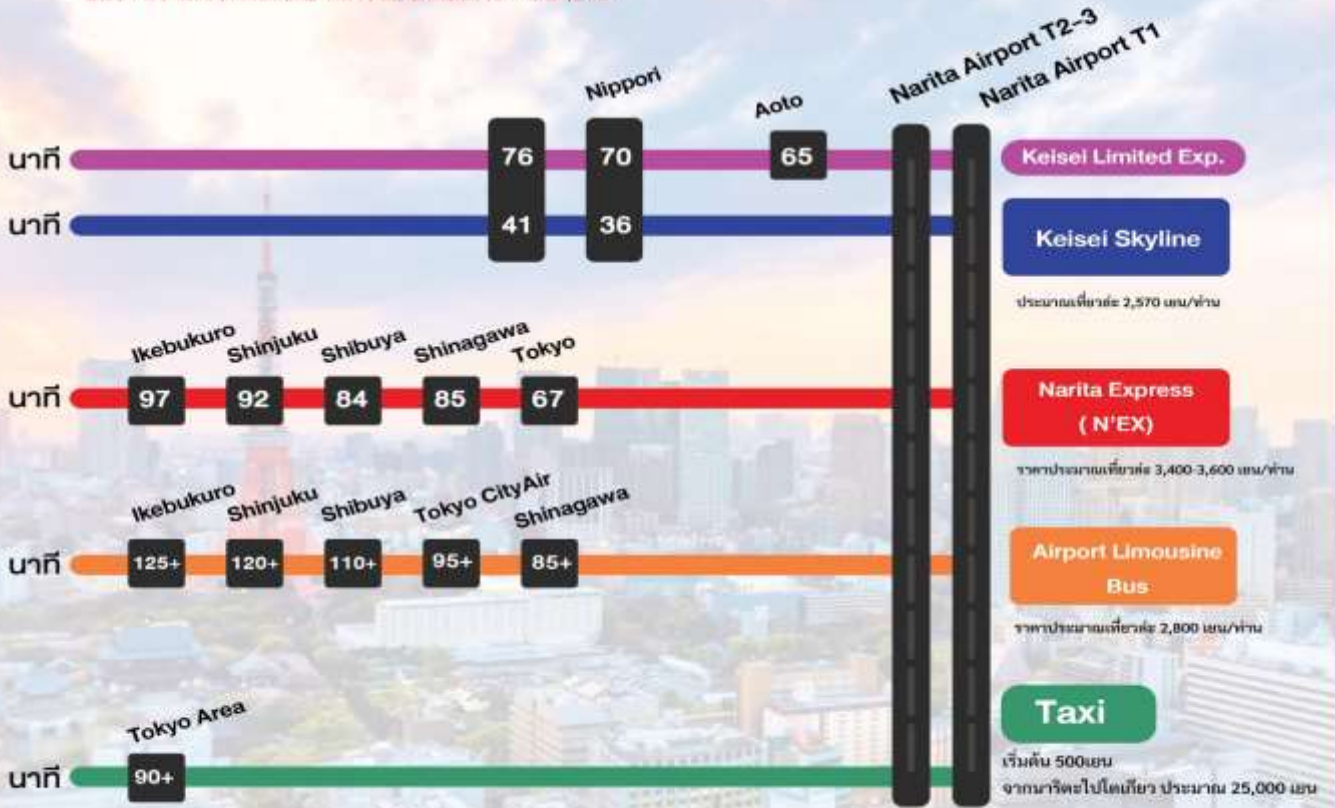 Nippori
Aoto
Narita Airport T2-3
Narita Airport T1
นาที
76
70
65
Keisei Limited Exp.
นาที
41
36
Keisei Skyline
ประมาณเที่ยวละ 2,570 เยน/ท่าน
Ikebukuro
Shinjuku
Shibuya
Shinagawa
Tokyo
นาที
97
92
84
85
67
Narita Express
( N'EX)
ราคาประมาณเที่ยวละ 3,400-3,600 เยน/ท่าน
Ikebukuro
Shinjuku
Shibuya
Tokyo CityAir
Shinagawa
นาที
125+
120+
110+
95+
85+
Airport Limousine
Bus
ราคาประมาณเที่ยวละ 2,800 เยน/ท่าน
Tokyo Area
นาที
90+
Taxi
เริ่มต้น 500เยน
จากนาริตะไปโตเกียว ประมาณ 25,000 เยน